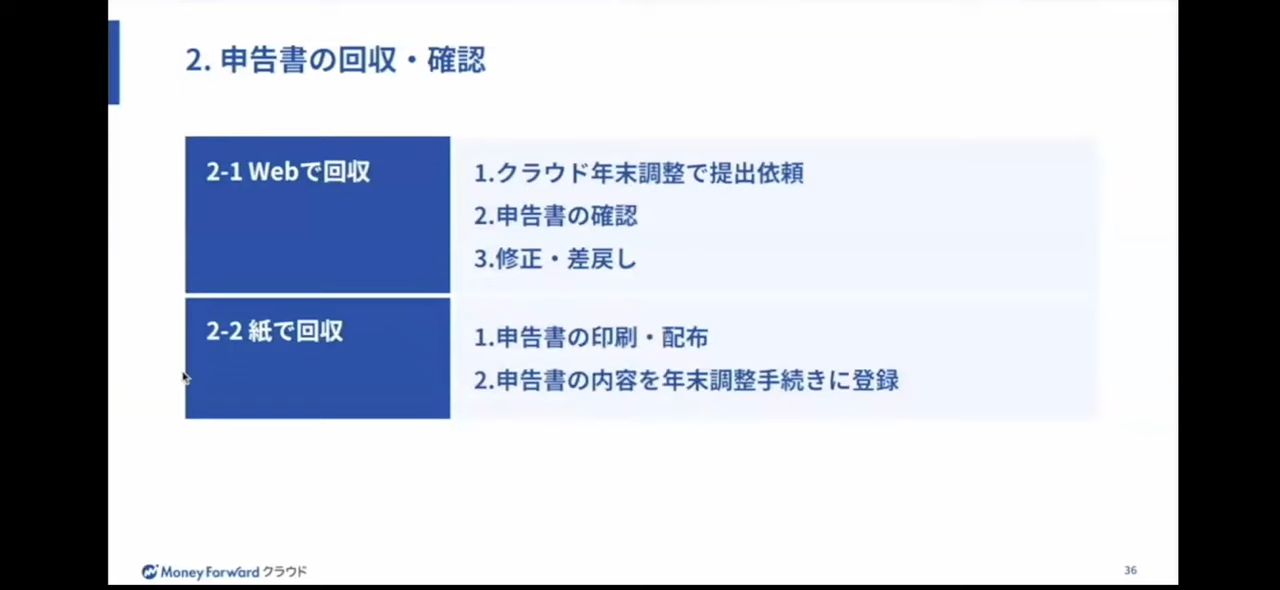 2. 申告書の回収・確認
2-1 Webで回収
1.クラウド年末調整で提出依頼
2.申告書の確認
3.修正・差戻し
2-2 紙で回収
1.申告書の印刷・配布
2.申告書の内容を年末調整手続きに登録
Money Forward クラウド
36